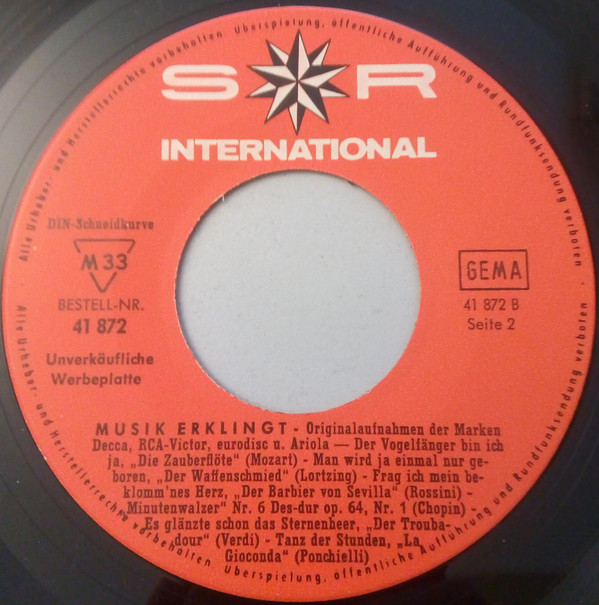 Alle Urheber- und Herstellerrechte vorbehalten. Überspielung, öffentliche Aufführung und Rundfunksendung verboten.
S R
INTERNATIONAL
DIN-Schneidkurve
M 33
BESTELL-NR.
41 872
Unverkäufliche
Werbeplatte
GEMA
41 872 B
Seite 2
MUSIK ERKLINGT - Originalaufnahmen der Marken
Decca, RCA-Victor, eurodisc u. Ariola — Der Vogelfänger bin ich
ja, „Die Zauberflöte“ (Mozart) - Man wird ja einmal nur ge-
boren, „Der Waffenschmied“ (Lortzing) - Frag ich mein be-
klomm'nes Herz, „Der Barbier von Sevilla“ (Rossini) -
Minutenwalzer“ Nr. 6 Des-dur op. 64, Nr. 1 (Chopin) -
Es glänzte schon das Sternenheer, „Der Trouba-
dour“ (Verdi) - Tanz der Stunden, „La
Gioconda“ (Ponchielli)
Alle Urheber- und Herstellerrechte vorbehalten. Überspielung, öffentliche Aufführung und Rundfunksendung verboten.